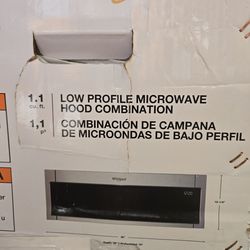 1.1 cu. ft. LOW PROFILE MICROWAVE
HOOD COMBINATION
1,1 p³ COMBINACIÓN DE CAMPANA
DE MICROONDAS DE BAJO PERFIL
Whirlpool